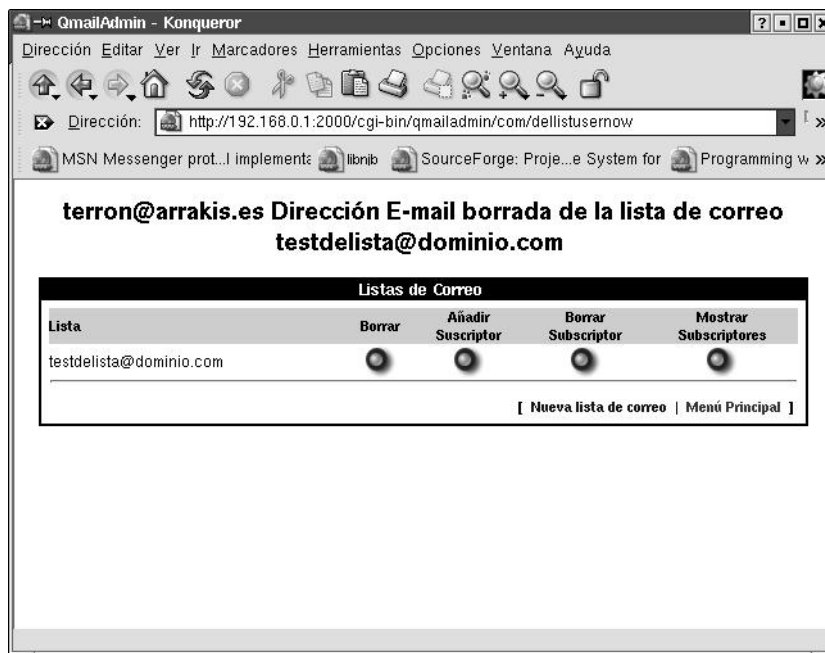 QmailAdmin - Konqueror
Dirección Editar Ver Ir Marcadores Herramientas Opciones Ventana Ayuda
Dirección: http://192.168.0.1:2000/cgi-bin/qmailadmin/com/dellistusernow
MSN Messenger prot...l implementa libnjb SourceForge: Proje...e System for Programming w
terron@arrakis.es Dirección E-mail borrada de la lista de correo
testdelista@dominio.com
Listas de Correo
Lista Borrar Añadir Suscriptor Borrar Subscriptor Mostrar Subscriptores
testdelista@dominio.com
[ Nueva lista de correo | Menú Principal ]